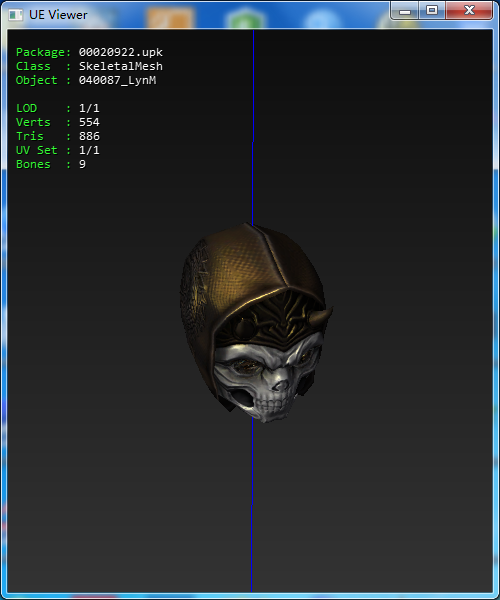 UE Viewer
Package: 00020922.upk
Class : SkeletalMesh
Object : 040087_LynM
LOD : 1/1
Verts : 554
Tris : 886
UV Set : 1/1
Bones : 9